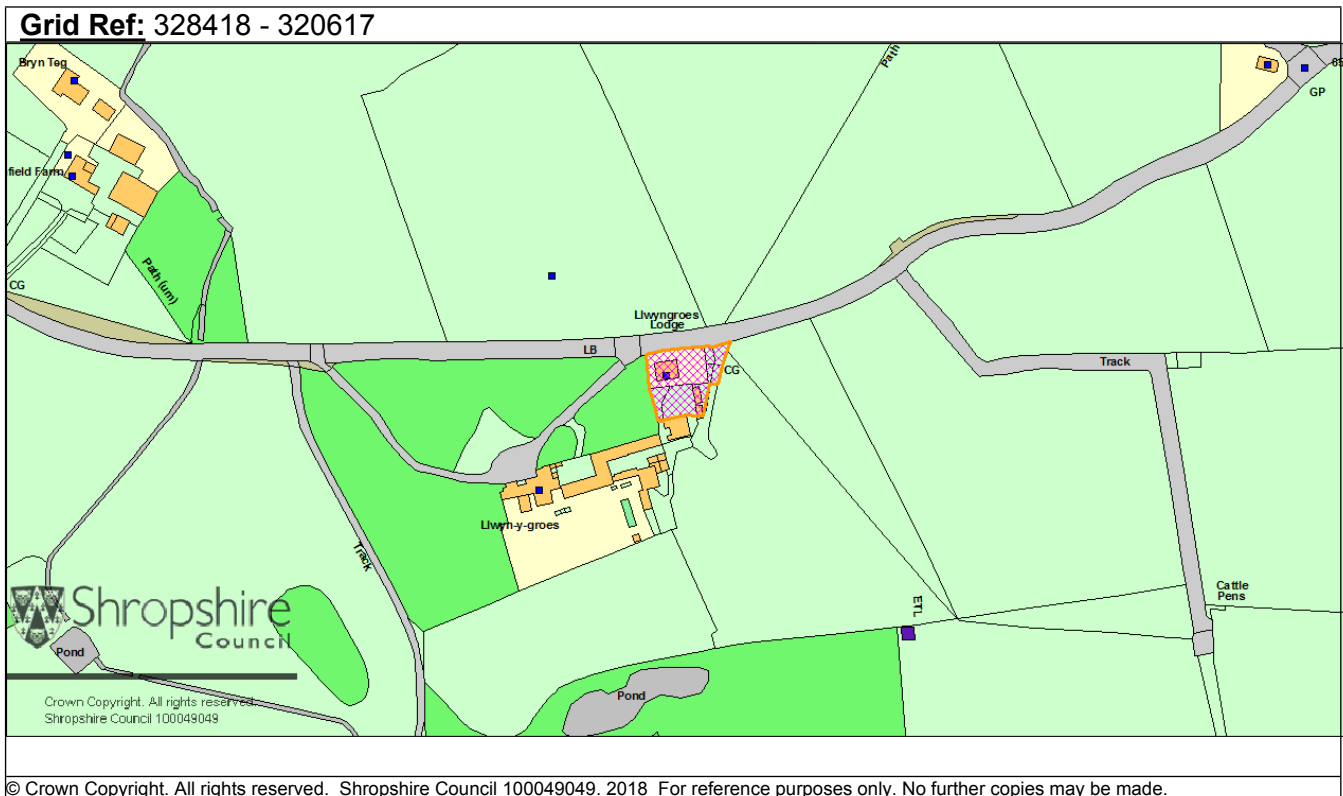 Grid Ref: 328418 - 320617
Bryn Teg
Path
GP
field Farm
Path (um)
CG
Llwyngroes
Lodge
LB
CG
Track
Llwyn-y-groes
Track
ETL
Cattle
Pens
Shropshire
Council
Pond
Pond
Crown Copyright. All rights reserved.
Shropshire Council 100049049
© Crown Copyright. All rights reserved. Shropshire Council 100049049. 2018 For reference purposes only. No further copies may be made.